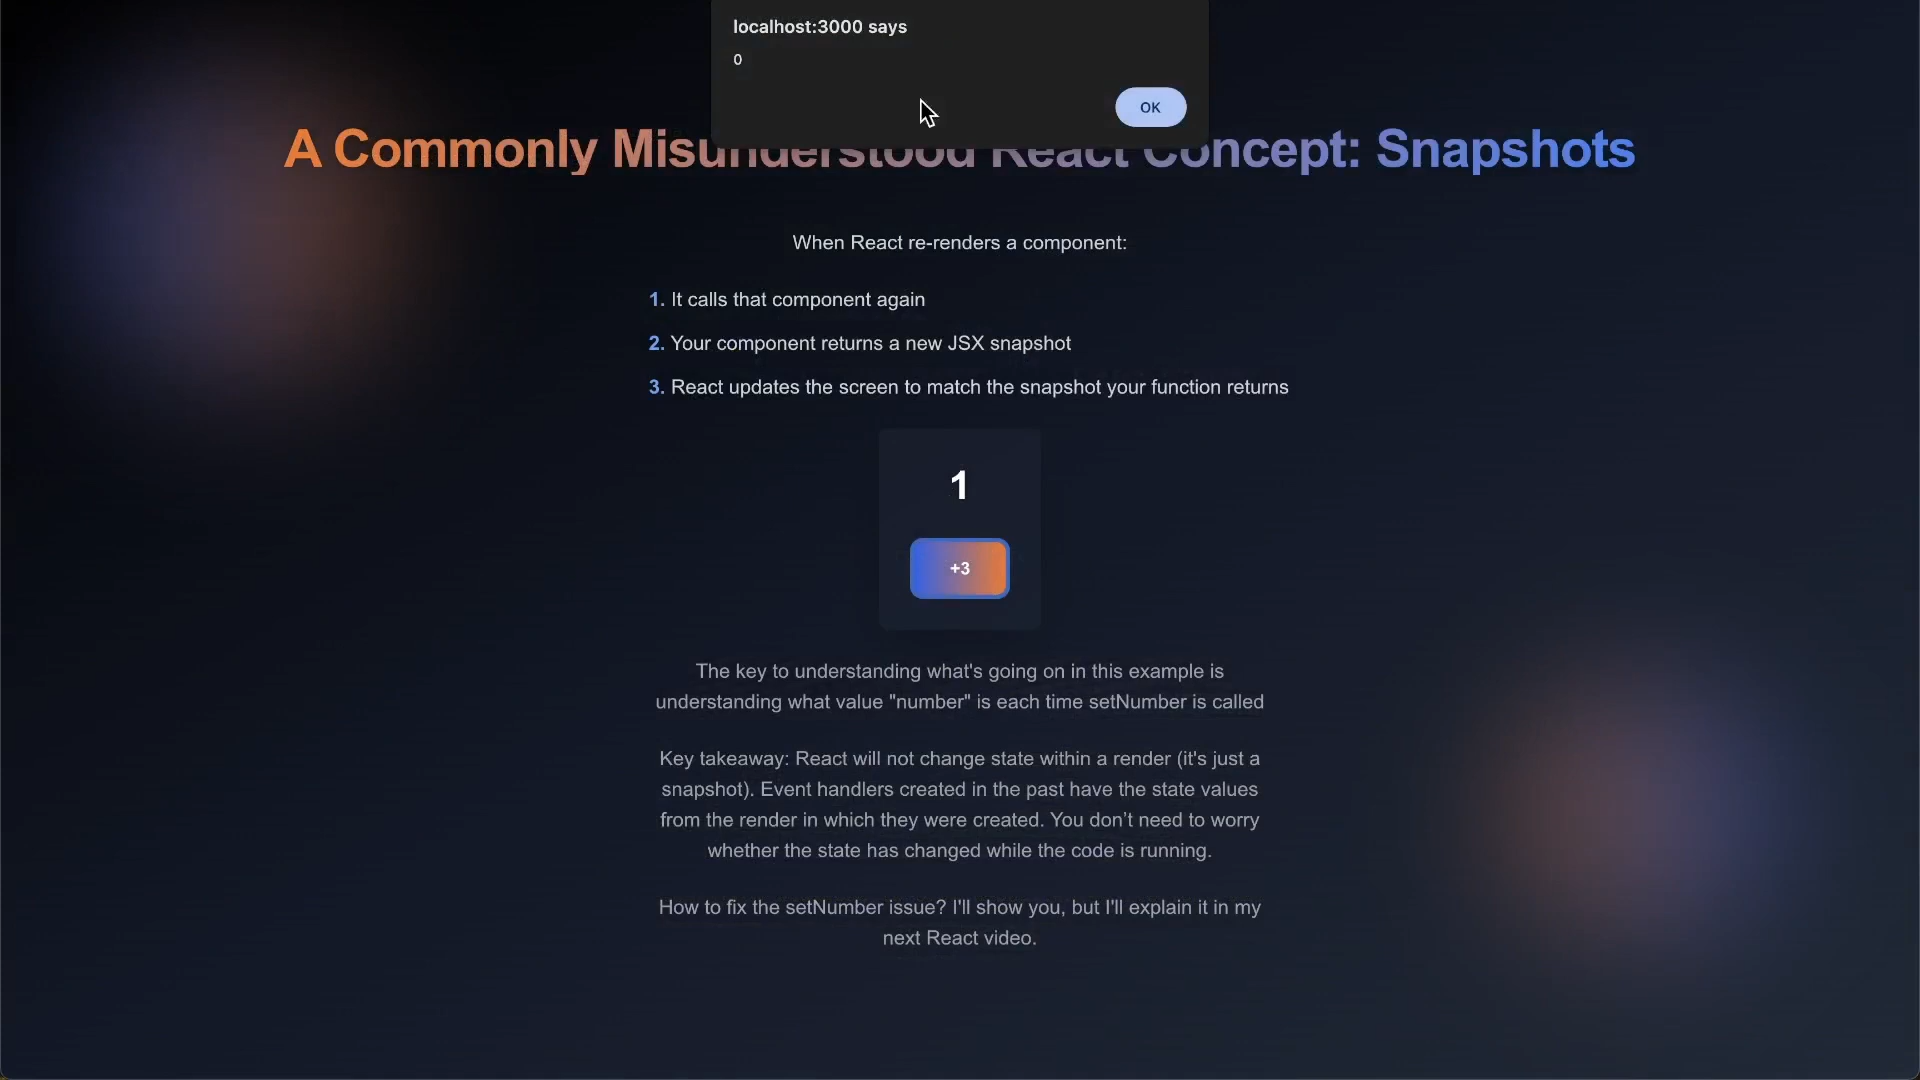 localhost:3000 says
0
OK
A Commonly Misunderstood React Concept: Snapshots
When React re-renders a component:
1. It calls that component again
2. Your component returns a new JSX snapshot
3. React updates the screen to match the snapshot your function returns
1
+3
The key to understanding what's going on in this example is
understanding what value "number" is each time setNumber is called
Key takeaway: React will not change state within a render (it's just a
snapshot). Event handlers created in the past have the state values
from the render in which they were created. You don’t need to worry
whether the state has changed while the code is running.
How to fix the setNumber issue? I'll show you, but I'll explain it in my
next React video.